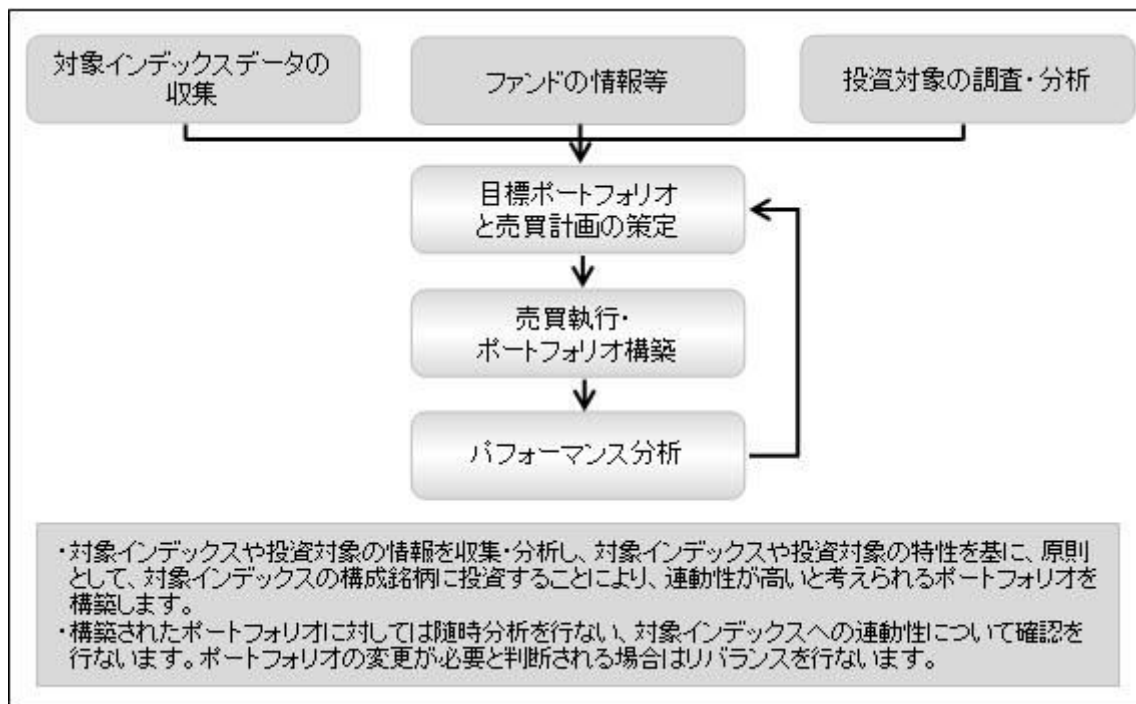 対象インデックスデータの
収集
ファンドの情報等
投資対象の調査・分析
目標ポートフォリオ
と売買計画の策定
売買執行・
ポートフォリオ構築
パフォーマンス分析
・対象インデックスや投資対象の情報を収集・分析し、対象インデックスや投資対象の特性を基に、原則
として、対象インデックスの構成銘柄に投資することにより、連動性が高いと考えられるポートフォリオを
構築します。
・構築されたポートフォリオに対しては随時分析を行ない、対象インデックスへの連動性について確認を
行ないます。ポートフォリオの変更が必要と判断される場合はリバランスを行ないます。